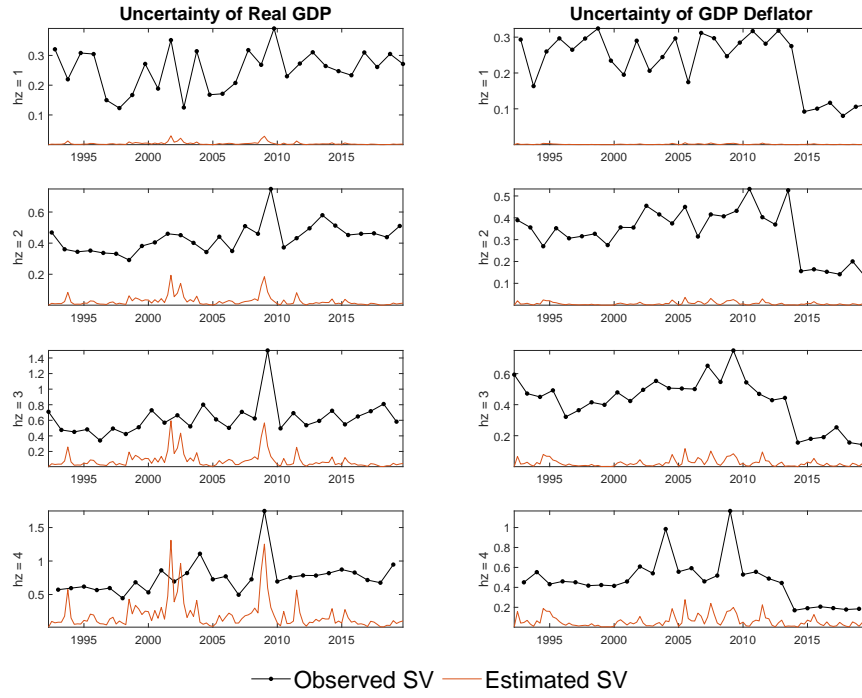 Uncertainty of Real GDP
hz = 1
0.3
0.2
0.1
1995 2000 2005 2010 2015
hz = 2
0.6
0.4
0.2
1995 2000 2005 2010 2015
hz = 3
1.4
1.2
1
0.8
0.6
0.4
0.2
1995 2000 2005 2010 2015
hz = 4
1.5
1
0.5
1995 2000 2005 2010 2015
Uncertainty of GDP Deflator
hz = 1
0.3
0.2
0.1
1995 2000 2005 2010 2015
hz = 2
0.5
0.4
0.3
0.2
0.1
1995 2000 2005 2010 2015
hz = 3
0.6
0.4
0.2
1995 2000 2005 2010 2015
hz = 4
1
0.8
0.6
0.4
0.2
1995 2000 2005 2010 2015
Observed SV Estimated SV